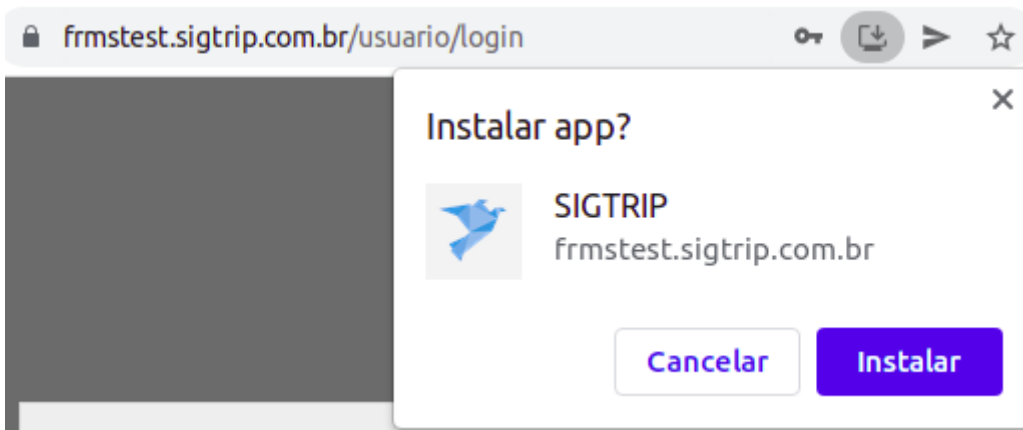 frmstest.sigtrip.com.br/usuario/login
Instalar app?
SIGTRIP
frmstest.sigtrip.com.br
Cancelar
Instalar